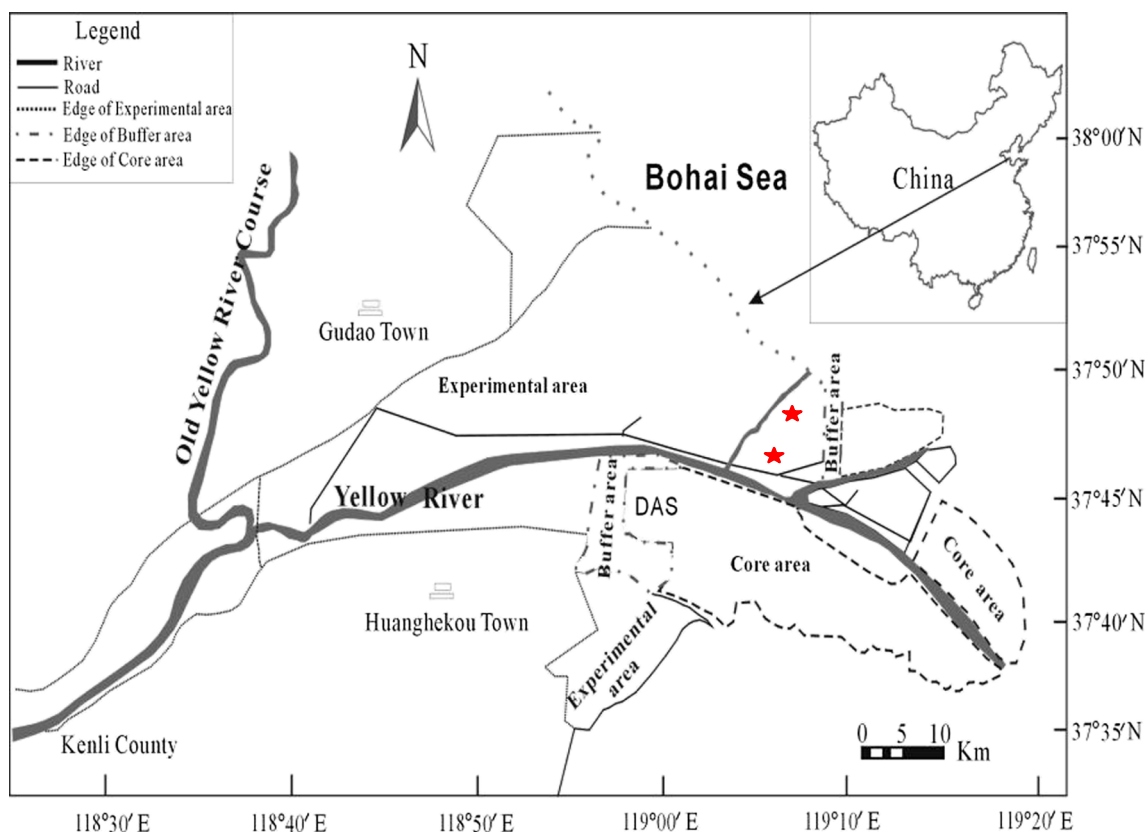 Legend
River
Road
Edge of Experimental area
Edge of Buffer area
Edge of Core area
N
Bohai Sea
China
38°00′N
37°55′N
37°50′N
37°45′N
37°40′N
37°35′N
Old Yellow River Course
Gudao Town
Experimental area
Buffer area
Yellow River
Buffer area
DAS
Core area
Core area
Huanghekou Town
Experimental
area
Kenli County
0 5 10
Km
118°30′ E
118°40′ E
118°50′ E
119°00′ E
119°10′ E
119°20′ E